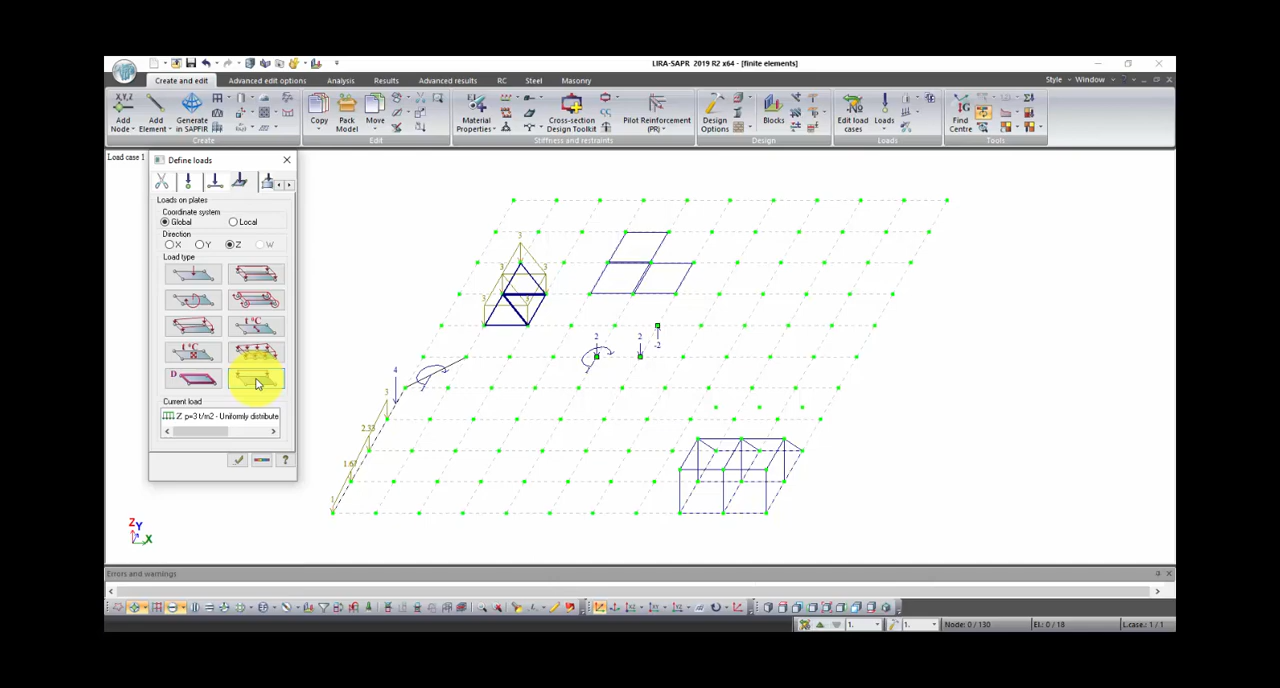 LIRA-SAPR 2019 R2 x64 - [finite elements]
Create and edit
Advanced edit options
Analysis
Results
Advanced results
RC
Steel
Masonry
Style
Window
X,Y,Z
Add Node
Add Element
Generate in SAPFIR
Create
Copy
Pack Model
Move
Edit
Material Properties
Cross-section Design Toolkit
Pilot Reinforcement (PR)
Stiffness and restraints
Design Options
Blocks
Design
Edit load cases
Loads
Loads
Find Centre
Tools
Load case 1
Define loads
Loads on plates
Coordinate system
Global
Local
Direction
X
Y
Z
W
Load type
t °C
t °C
D
Current load
Z p=3 t/m2 - Uniformly distribute
3
3
3
3
2
2
-2
4
3
2.33
1.67
1
Z
Y
X
Errors and warnings
1.
1.
Node: 0 / 130
El.: 0 / 18
L.case.: 1 / 1